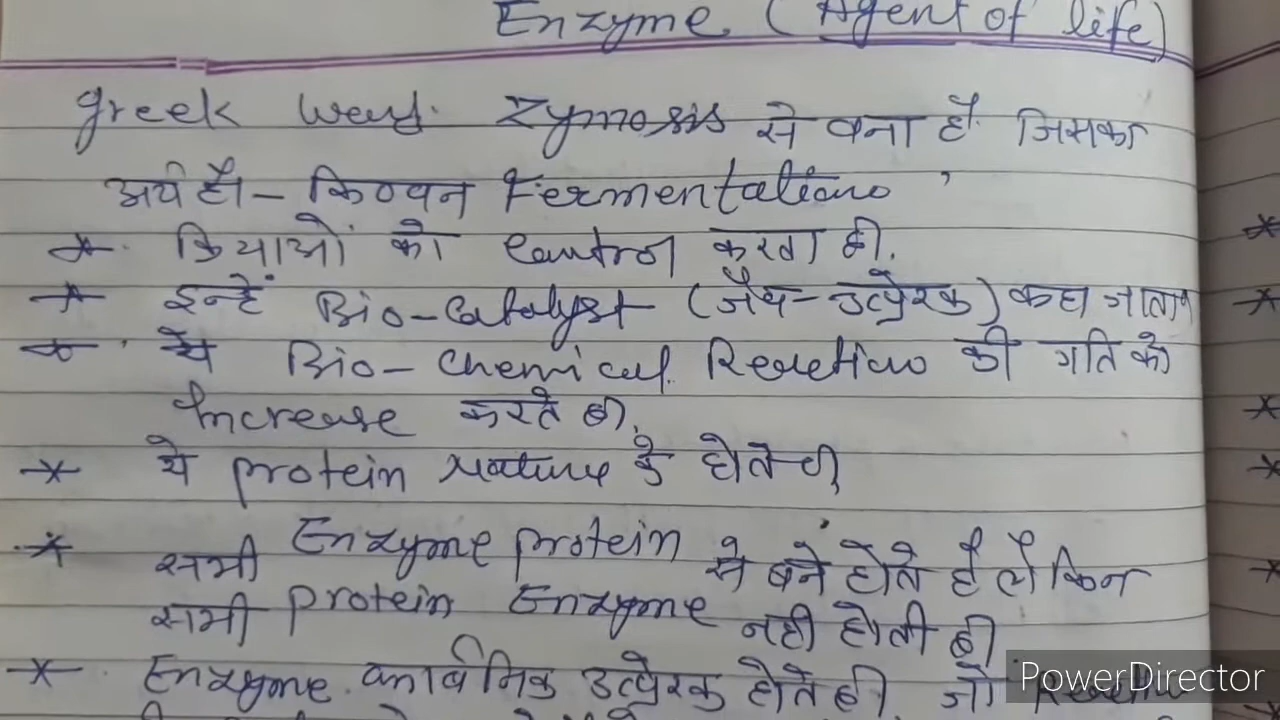 Enzyme (Agent of life)
Greek Word Zymosis से बना है जिसका
अर्थ है - किण्वन Fermentation
* क्रियाओं को Control करता है.
* इन्हें Bio-Catalyst (जैव-उत्प्रेरक) कहा जाता
* ये Bio-Chemical Reaction की गति को
Increase करते है.
* ये protein Nature के होते है
* सभी Enzyme protein से बने होते है लेकिन
सभी protein Enzyme नही होती है
* Enzyme कार्बनिक उत्प्रेरक होते है जो Reaction
PowerDirector